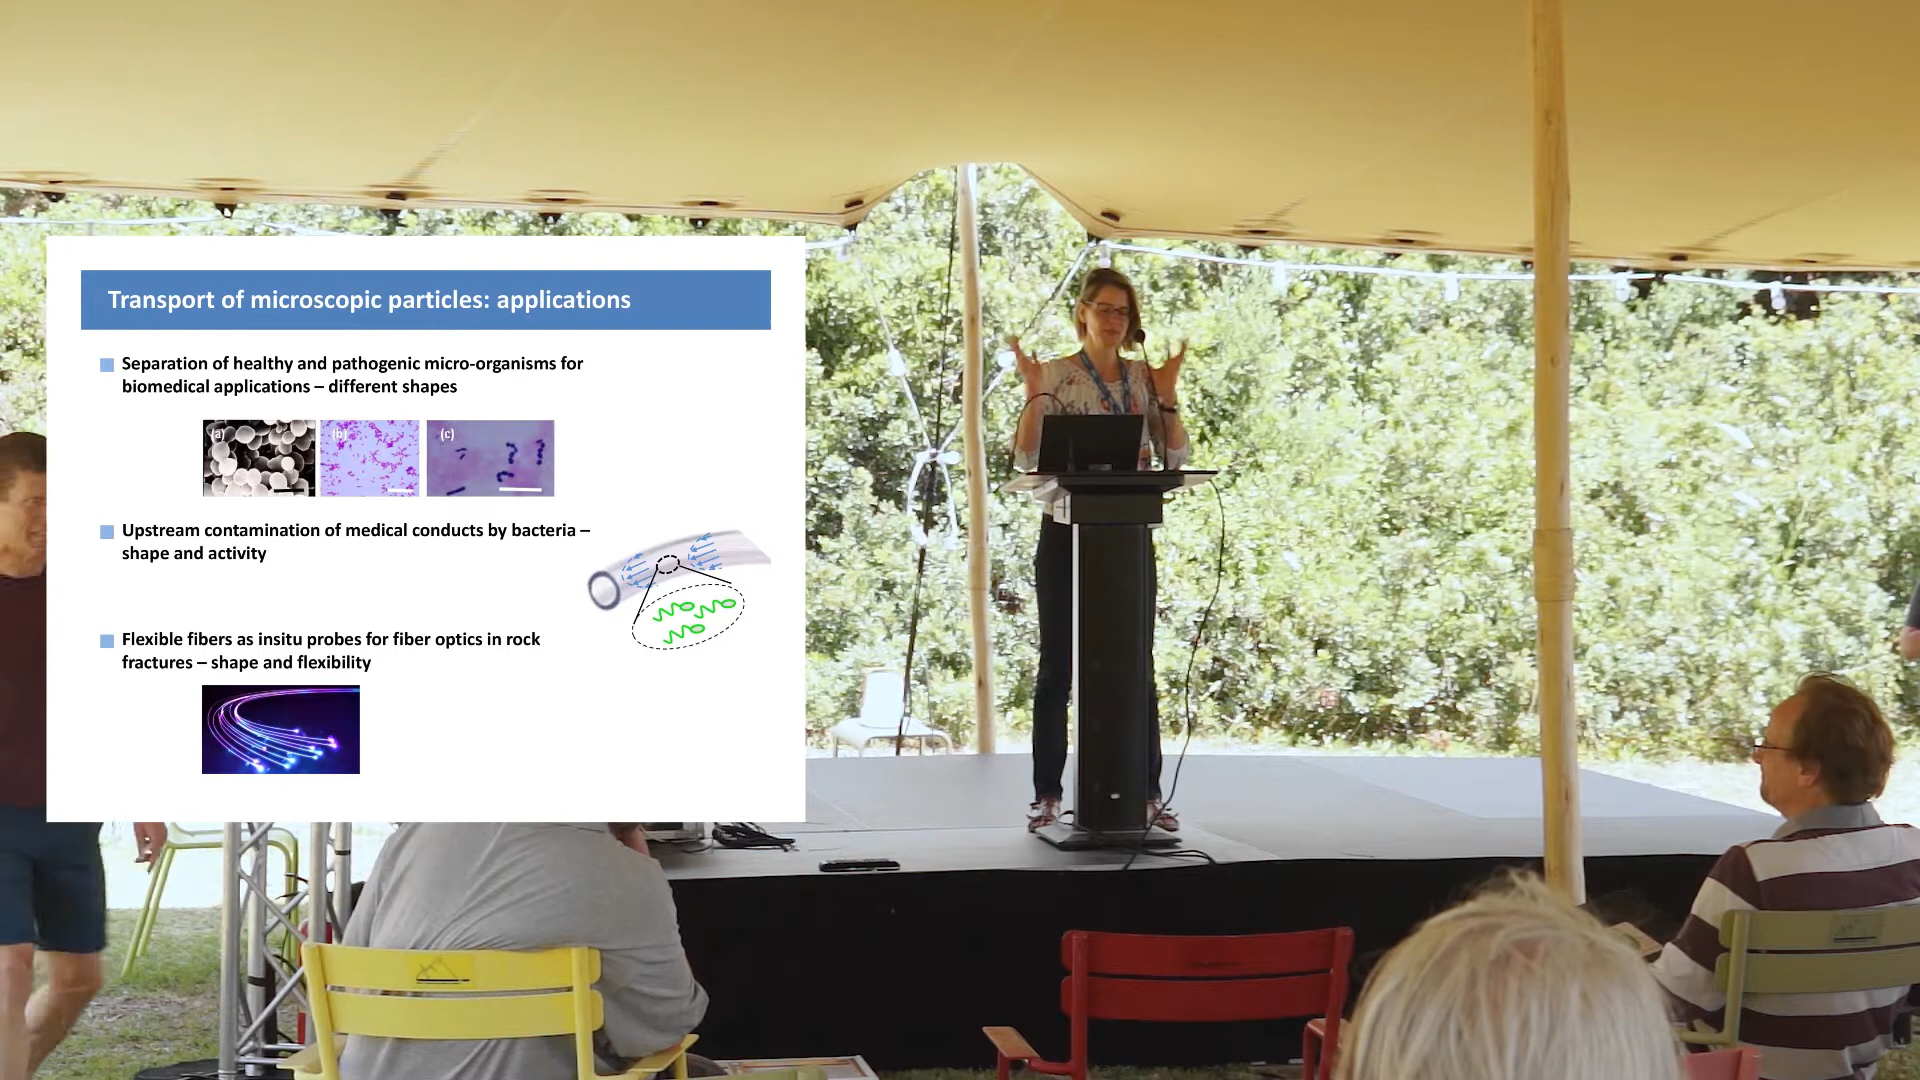 Transport of microscopic particles: applications
Separation of healthy and pathogenic micro-organisms for
biomedical applications – different shapes
(a)
(b)
(c)
Upstream contamination of medical conducts by bacteria –
shape and activity
Flexible fibers as insitu probes for fiber optics in rock
fractures – shape and flexibility